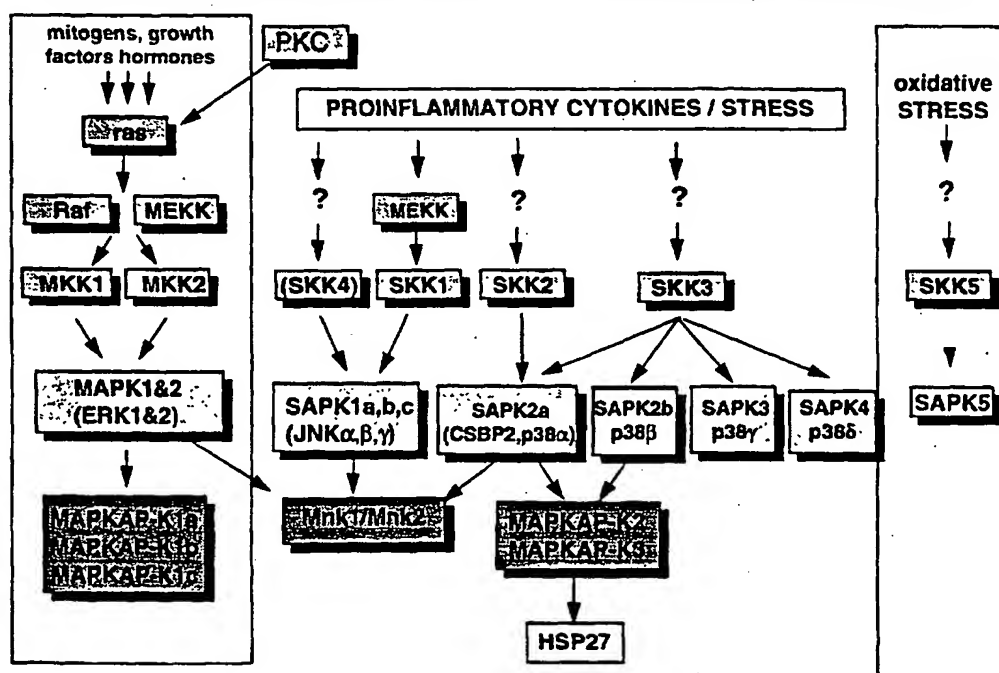 mitogens, growth
factors hormones
PKC
ras
Raf
MEKK
MKK1
MKK2
MAPK1&2
(ERK1&2)
MAPKAP-K1a
MAPKAP-K1b
MAPKAP-K1c
PROINFLAMMATORY CYTOKINES / STRESS
?
?
?
MEKK
(SKK4)
SKK1
SKK2
SKK3
SAPK1a,b,c
(JNKα,β,γ)
SAPK2a
(CSBP2,p38α)
SAPK2b
p38β
SAPK3
p38γ
SAPK4
p38δ
Mnk1/Mnk2
MAPKAP-K2
MAPKAP-K3
HSP27
oxidative
STRESS
?
SKK5
SAPK5